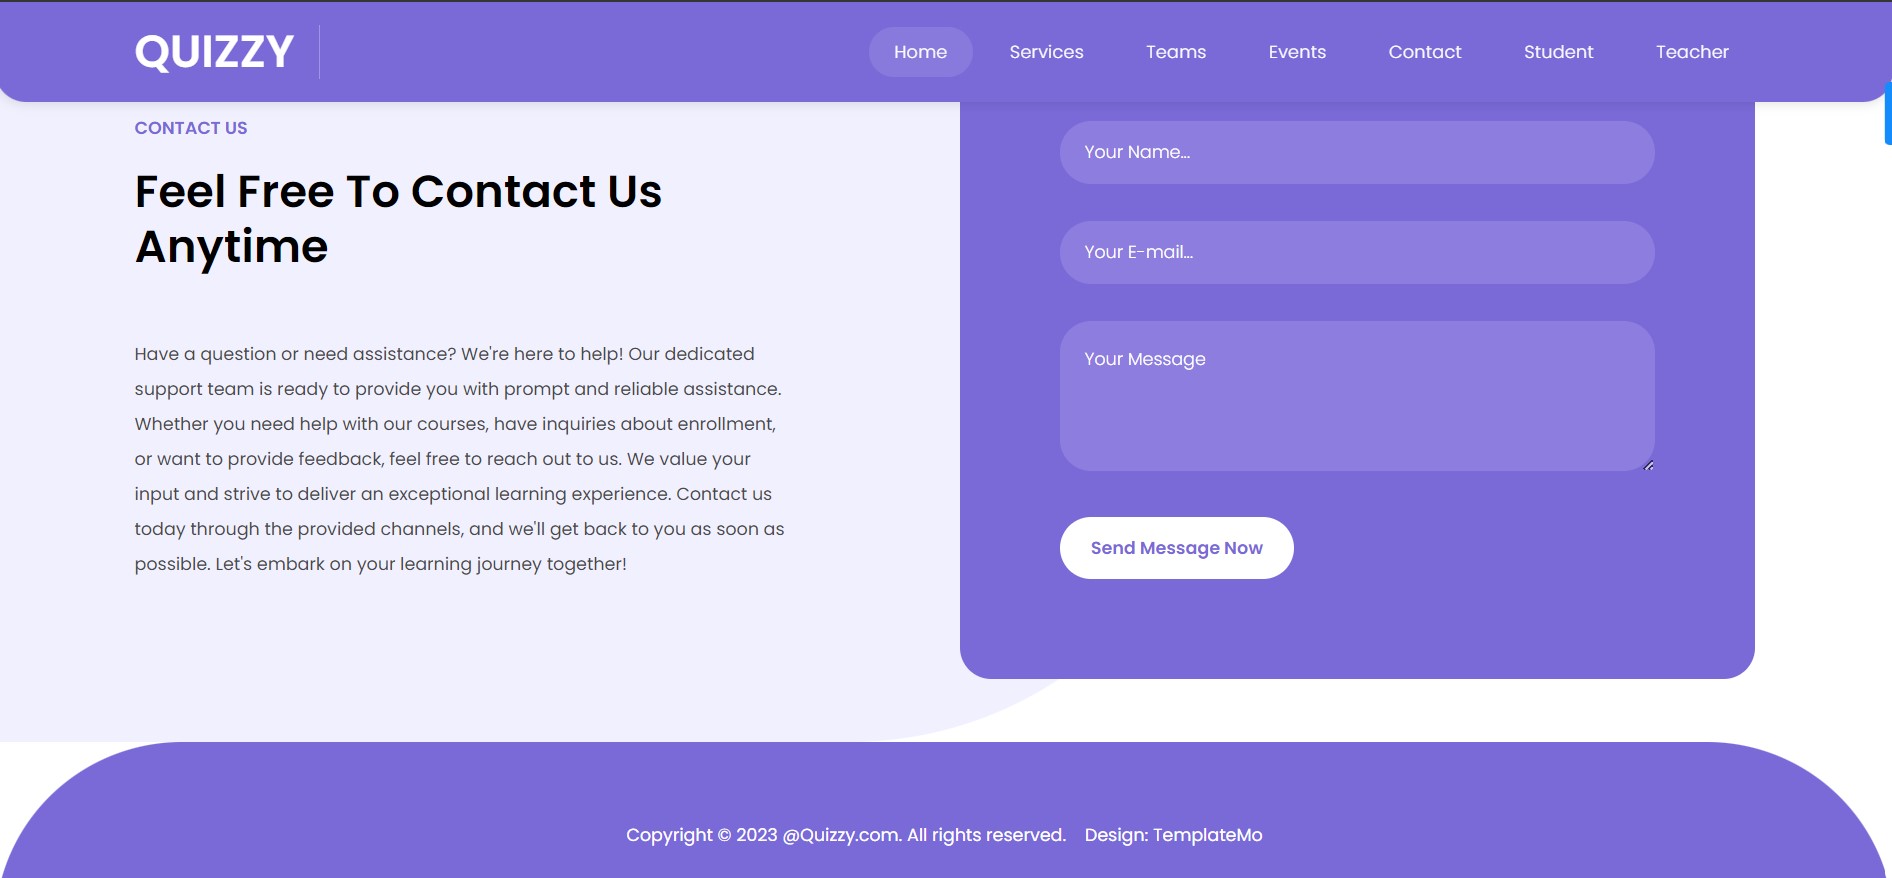 QUIZZY
Home Services Teams Events Contact Student Teacher
CONTACT US
Feel Free To Contact Us
Anytime
Have a question or need assistance? We're here to help! Our dedicated
support team is ready to provide you with prompt and reliable assistance.
Whether you need help with our courses, have inquiries about enrollment,
or want to provide feedback, feel free to reach out to us. We value your
input and strive to deliver an exceptional learning experience. Contact us
today through the provided channels, and we'll get back to you as soon as
possible. Let's embark on your learning journey together!
Your Name...
Your E-mail...
Your Message
Send Message Now
Copyright © 2023 @Quizzy.com. All rights reserved. Design: TemplateMo